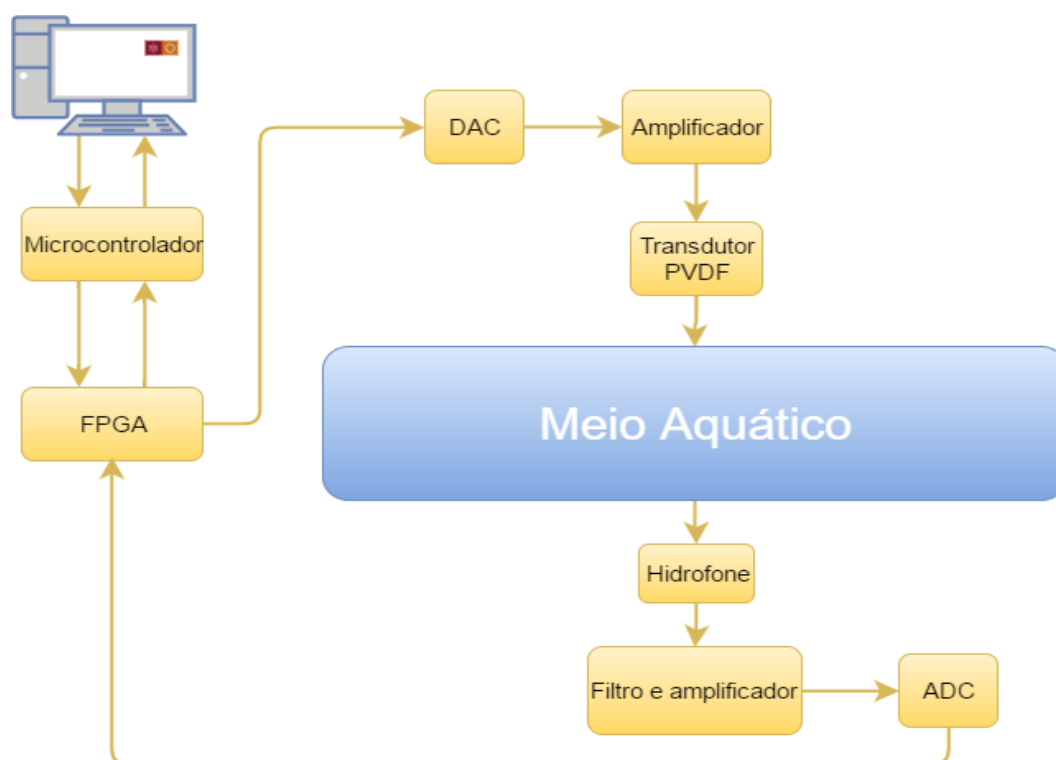 DAC
Amplificador
Microcontrolador
Transdutor
PVDF
FPGA
Meio Aquático
Hidrofone
Filtro e amplificador
ADC